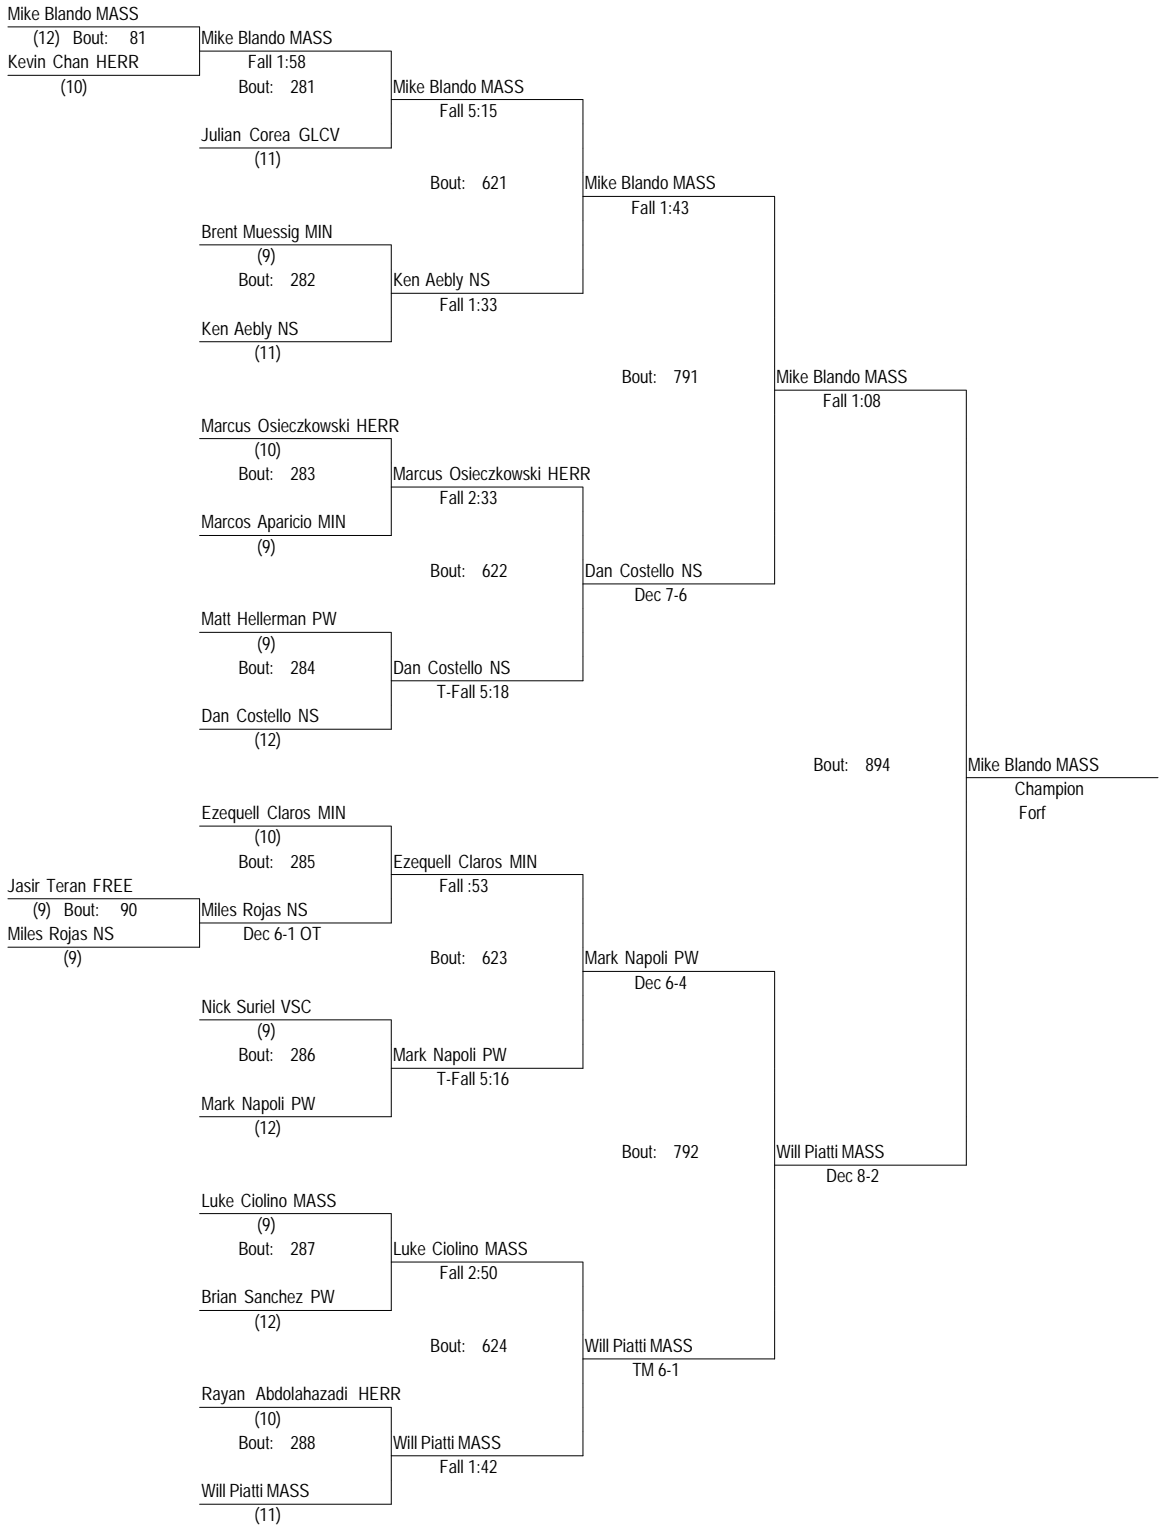 Mike Blando MASS
(12) Bout: 81
Mike Blando MASS
Kevin Chan HERR
Fall 1:58
(10)
Bout: 281
Mike Blando MASS
Fall 5:15
Julian Corea GLCV
(11)
Bout: 621
Mike Blando MASS
Fall 1:43
Brent Muessig MIN
(9)
Bout: 282
Ken Aebly NS
Fall 1:33
Ken Aebly NS
(11)
Bout: 791
Mike Blando MASS
Fall 1:08
Marcus Osieczkowski HERR
(10)
Bout: 283
Marcus Osieczkowski HERR
Fall 2:33
Marcos Aparicio MIN
(9)
Bout: 622
Dan Costello NS
Dec 7-6
Matt Hellerman PW
(9)
Bout: 284
Dan Costello NS
T-Fall 5:18
Dan Costello NS
(12)
Bout: 894
Mike Blando MASS
Champion
Forf
Ezequell Claros MIN
(10)
Bout: 285
Ezequell Claros MIN
Fall :53
Jasir Teran FREE
(9) Bout: 90
Miles Rojas NS
Miles Rojas NS
Dec 6-1 OT
(9)
Bout: 623
Mark Napoli PW
Dec 6-4
Nick Suriel VSC
(9)
Bout: 286
Mark Napoli PW
T-Fall 5:16
Mark Napoli PW
(12)
Bout: 792
Will Piatti MASS
Dec 8-2
Luke Ciolino MASS
(9)
Bout: 287
Luke Ciolino MASS
Fall 2:50
Brian Sanchez PW
(12)
Bout: 624
Will Piatti MASS
TM 6-1
Rayan Abdolahazadi HERR
(10)
Bout: 288
Will Piatti MASS
Fall 1:42
Will Piatti MASS
(11)